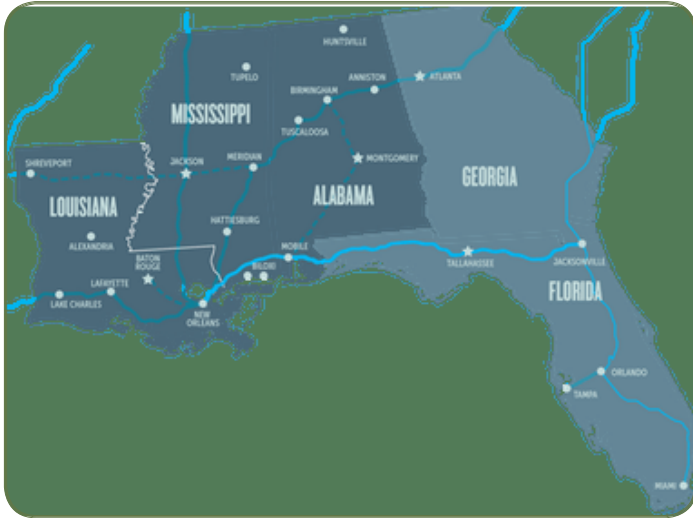 HUNTSVILLE
TUPELO
ANNISTON
ATLANTA
BIRMINGHAM
MISSISSIPPI
TUSCALOOSA
SHREVEPORT
JACKSON
MERIDIAN
MONTGOMERY
GEORGIA
LOUISIANA
ALABAMA
HATTIESBURG
ALEXANDRIA
MOBILE
BATON
ROUGE
BILOXI
TALLAHASSEE
JACKSONVILLE
LAFAYETTE
LAKE CHARLES
FLORIDA
NEW
ORLEANS
ORLANDO
TAMPA
MIAMI